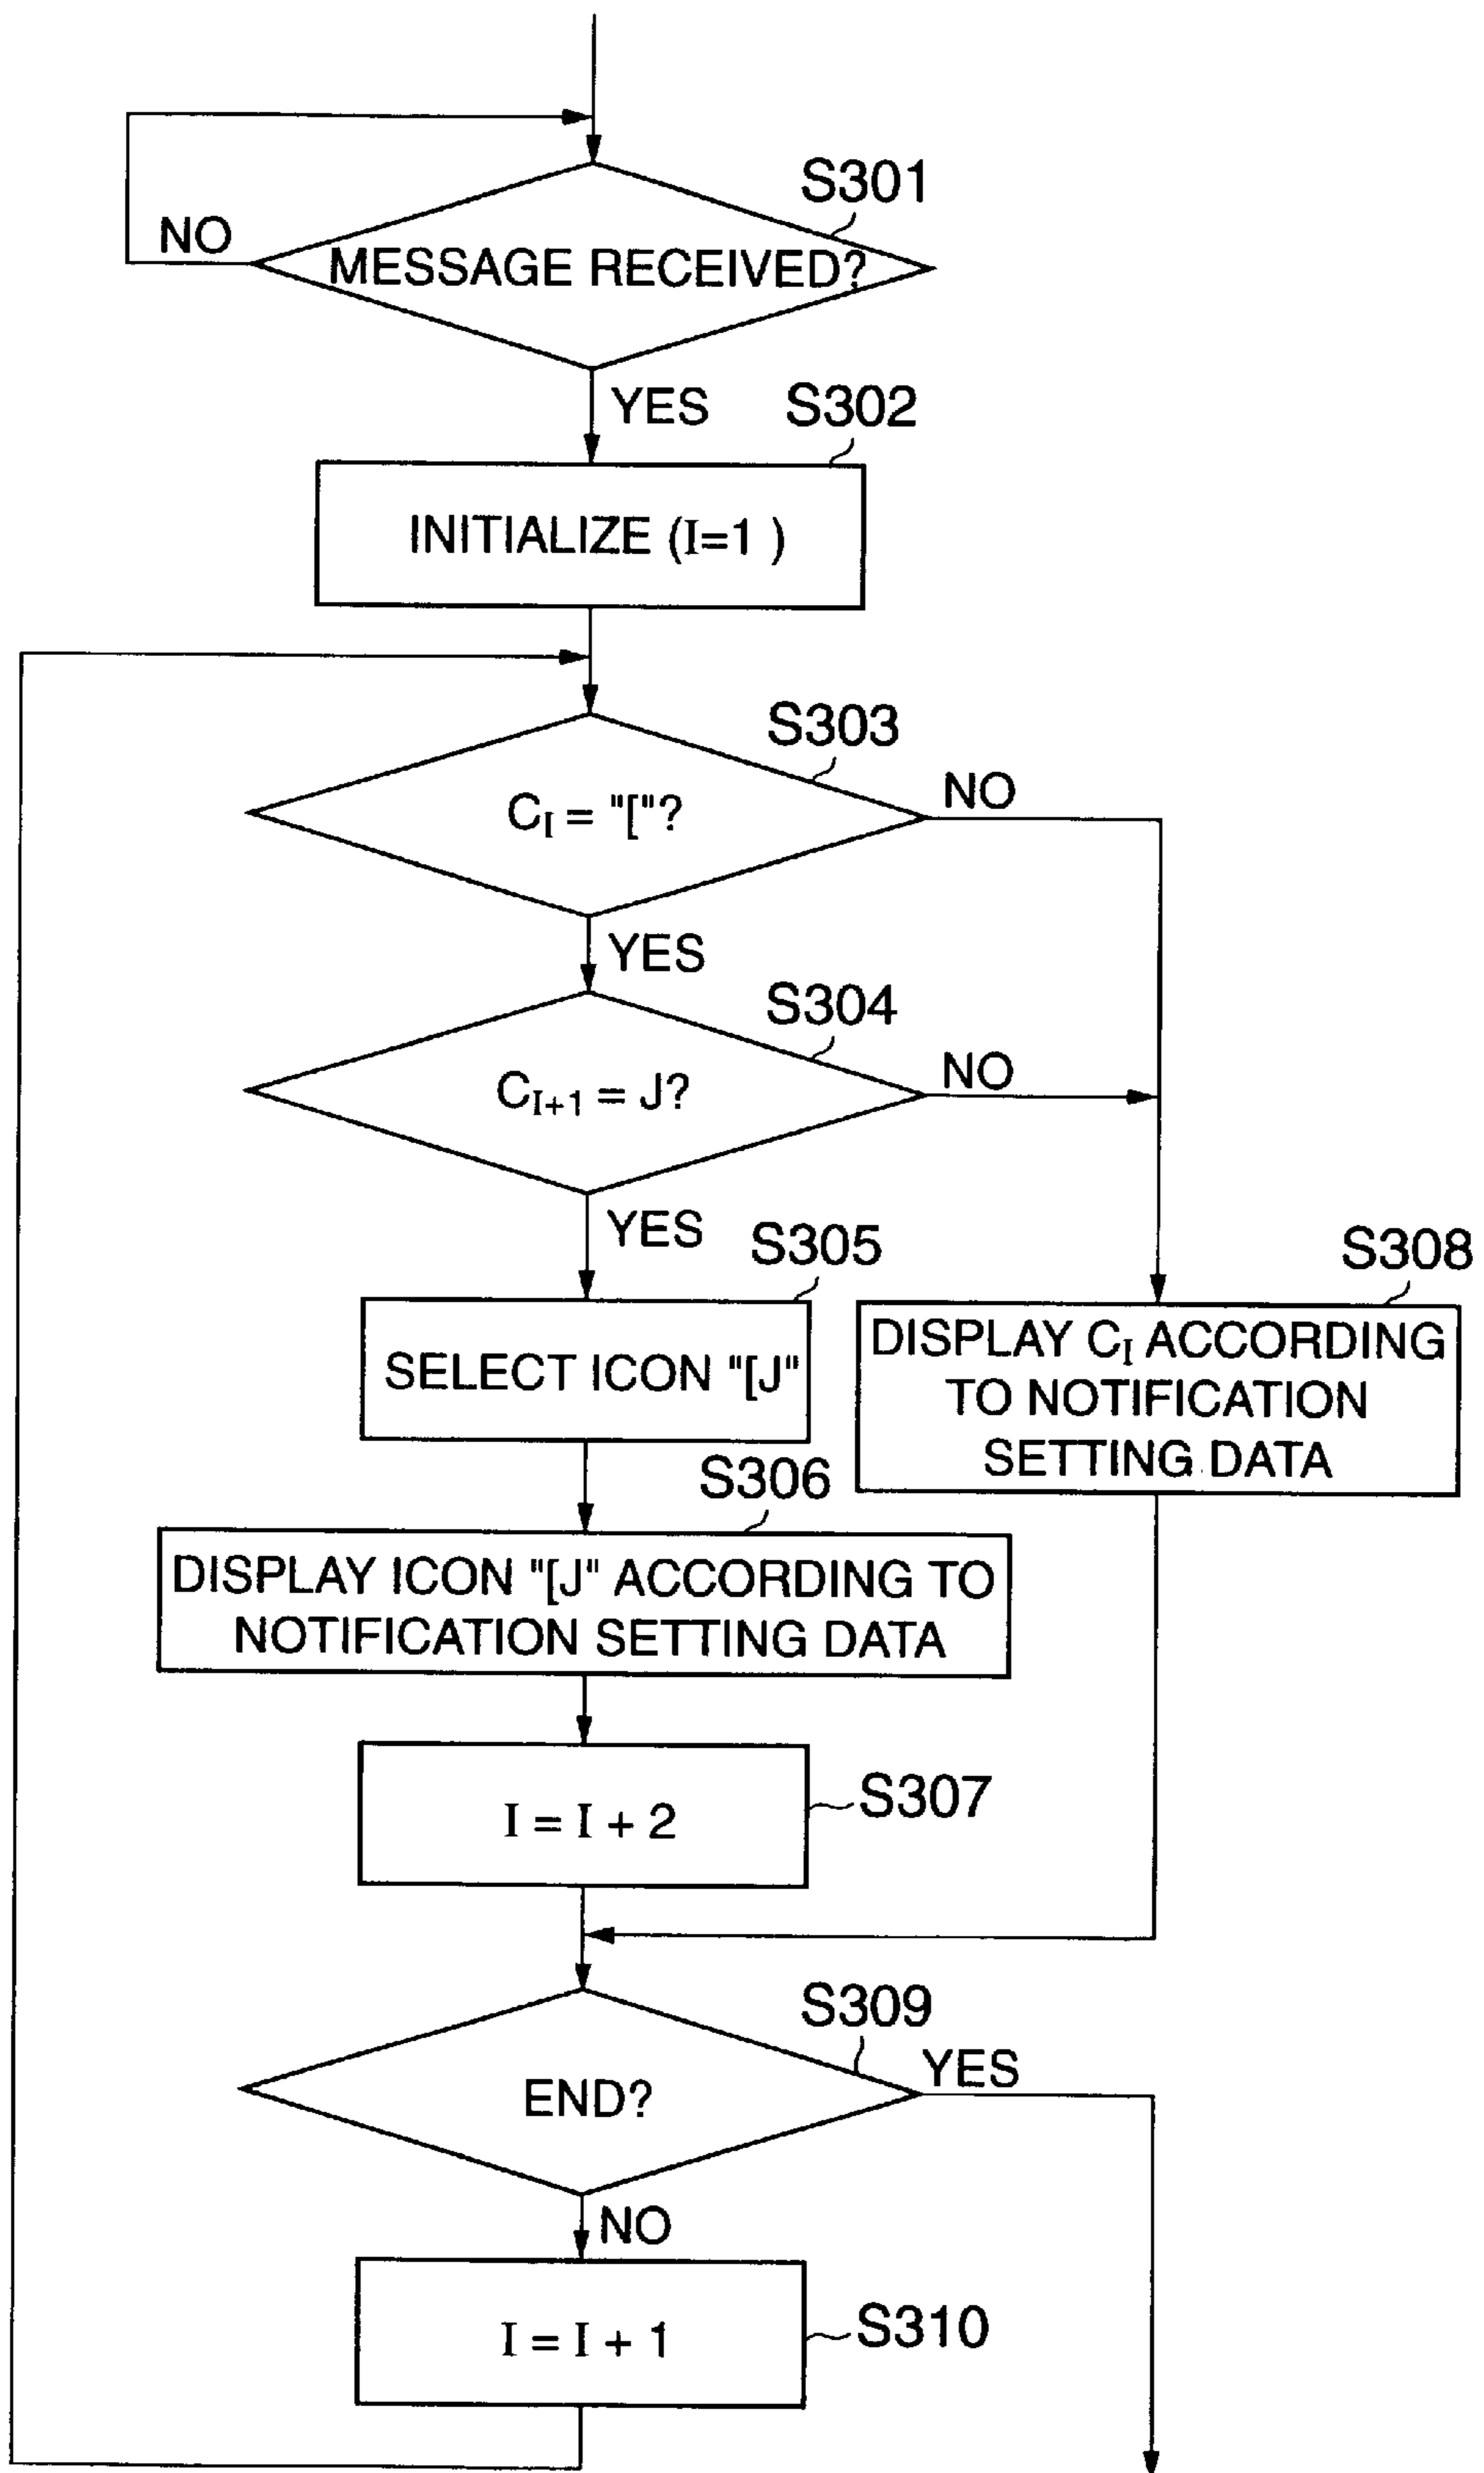 S301
NO
MESSAGE RECEIVED?
YES
S302
INITIALIZE (I=1 )
S303
NO
C_I = "["?
YES
S304
NO
C_I+1 = J?
YES
S305
S308
SELECT ICON "[J"
DISPLAY C_I ACCORDING
TO NOTIFICATION
SETTING DATA
S306
DISPLAY ICON "[J" ACCORDING TO
NOTIFICATION SETTING DATA
S307
I = I + 2
S309
YES
END?
NO
S310
I = I + 1